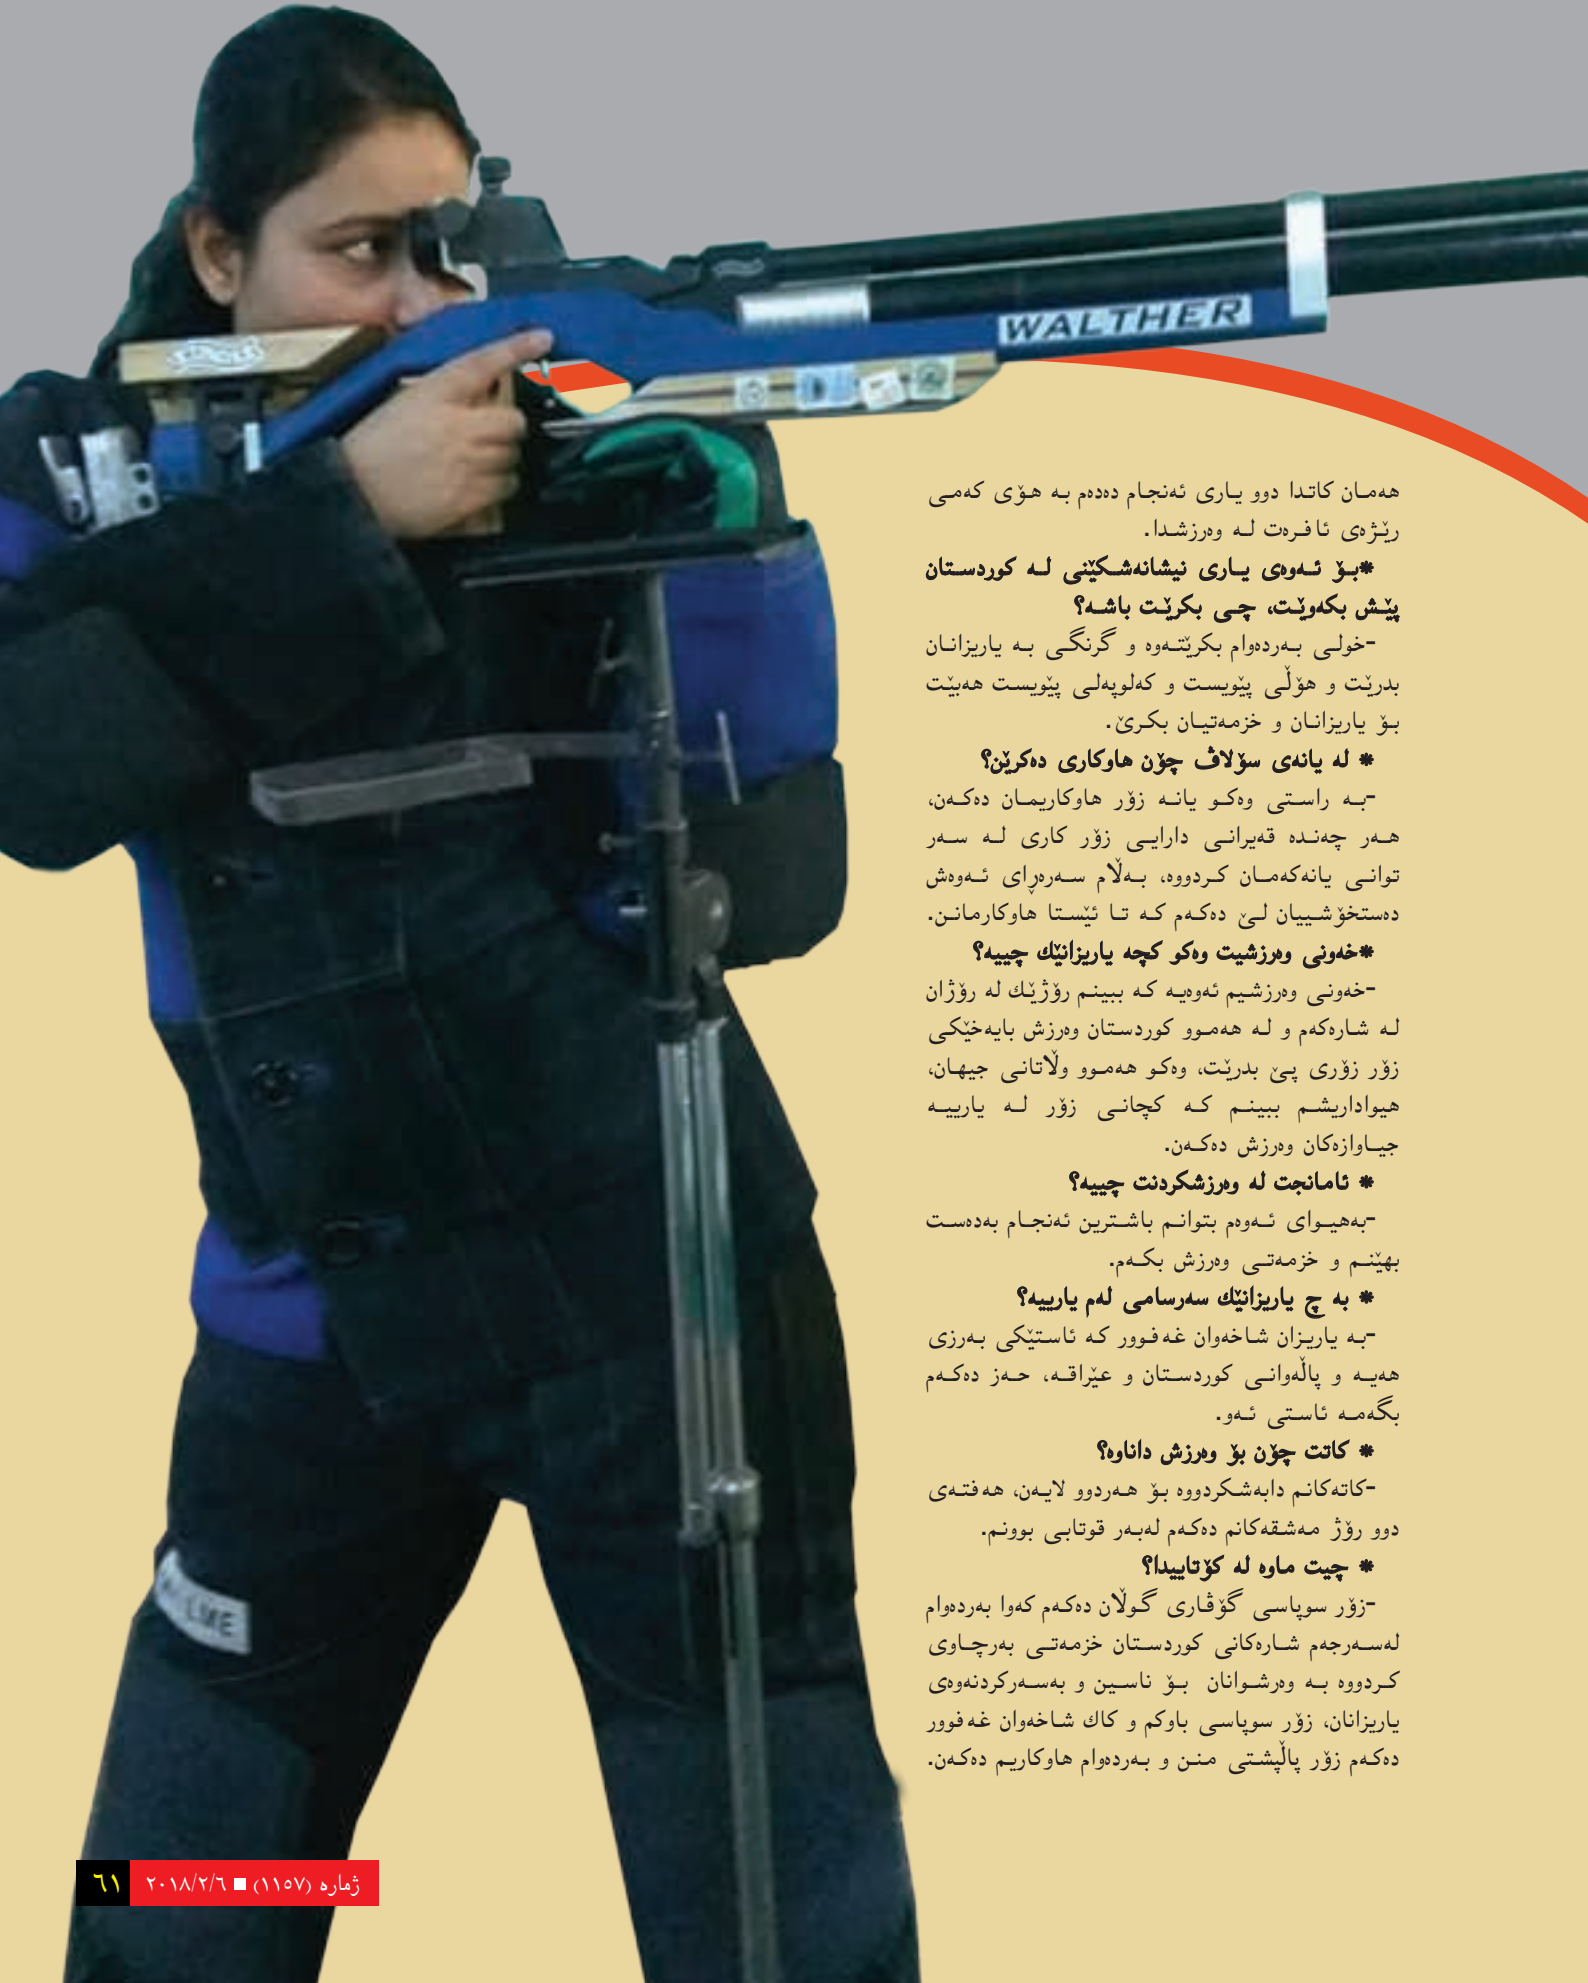 WALTHER
هەمان کاتدا دوو یاری ئەنجام دەدەم بە هۆی کەمی
رێژەی ئافرەت لە وەرزشدا.
*بۆ ئەوەی یاری نیشانەشکێنی لە کوردستان
پێش بکەوێت، چی بکرێت باشە؟
-خولی بەردەوام بکرێتەوە و گرنگی بە یاریزانان
بدرێت و هۆڵی پێویست و کەلوپەلی پێویست هەبێت
بۆ یاریزانان و خزمەتیان بکرێ.
* لە یانەی سۆلاڤ چۆن هاوکاری دەکرێن؟
-بە راستی وەکو یانە زۆر هاوکاریمان دەکەن،
هەر چەندە قەیرانی دارایی زۆر کاری لە سەر
توانی یانەکەمان کردووە، بەڵام سەرەڕای ئەوەش
دەستخۆشییان لێ دەکەم کە تا ئێستا هاوکارمانن.
*خەونی وەرزشیت وەکو کچە یاریزانێك چییە؟
-خەونی وەرزشیم ئەوەیە کە ببینم رۆژێك لە رۆژان
لە شارەکەم و لە هەموو کوردستان وەرزش بایەخێکی
زۆر زۆری پێ بدرێت، وەکو هەموو وڵاتانی جیهان،
هیواداریشم ببینم کە کچانی زۆر لە یارییە
جیاوازەکان وەرزش دەکەن.
* ئامانجت لە وەرزشکردنت چییە؟
-بەهیوای ئەوەم بتوانم باشترین ئەنجام بەدەست
بهێنم و خزمەتی وەرزش بکەم.
* بە چ یاریزانێك سەرسامی لەم یارییە؟
-بە یاریزان شاخەوان غەفوور کە ئاستێکی بەرزی
هەیە و پاڵەوانی کوردستان و عێراقە، حەز دەکەم
بگەمە ئاستی ئەو.
* کاتت چۆن بۆ وەرزش داناوە؟
-کاتەکانم دابەشکردووە بۆ هەردوو لایەن، هەفتەی
دوو رۆژ مەشقەکانم دەکەم لەبەر قوتابی بوونم.
* چیت ماوە لە کۆتاییدا؟
-زۆر سوپاسی گۆڤاری گوڵان دەکەم کەوا بەردەوام
لەسەرجەم شارەکانی کوردستان خزمەتی بەرچاوی
کردووە بە وەرشوانان بۆ ناسین و بەسەرکردنەوەی
یاریزانان، زۆر سوپاسی باوکم و کاك شاخەوان غەفوور
دەکەم زۆر پاڵپشتی منن و بەردەوام هاوکاریم دەکەن.
ژمارە (١١٥٧) ■ ٢٠١٨/٢/٦ ٦١